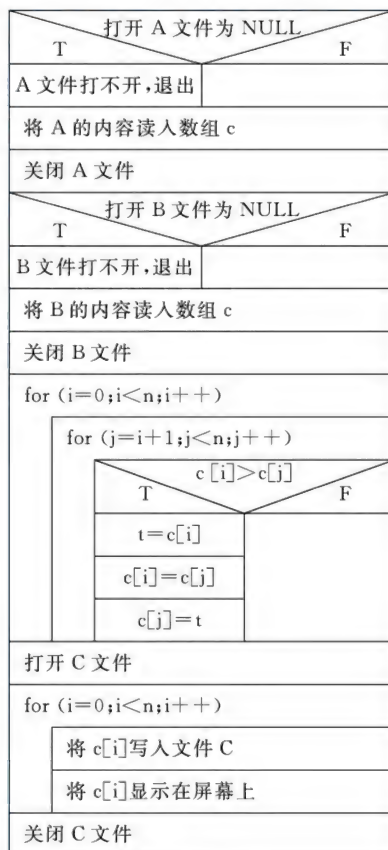 打开 A 文件为 NULL
T F
A 文件打不开,退出
将 A 的内容读入数组 c
关闭 A 文件
打开 B 文件为 NULL
T F
B 文件打不开,退出
将 B 的内容读入数组 c
关闭 B 文件
for (i=0;i<n;i++)
for (j=i+1;j<n;j++)
c[i]>c[j]
T F
t=c[i]
c[i]=c[j]
c[j]=t
打开 C 文件
for (i=0;i<n;i++)
将 c[i]写入文件 C
将 c[i]显示在屏幕上
关闭 C 文件